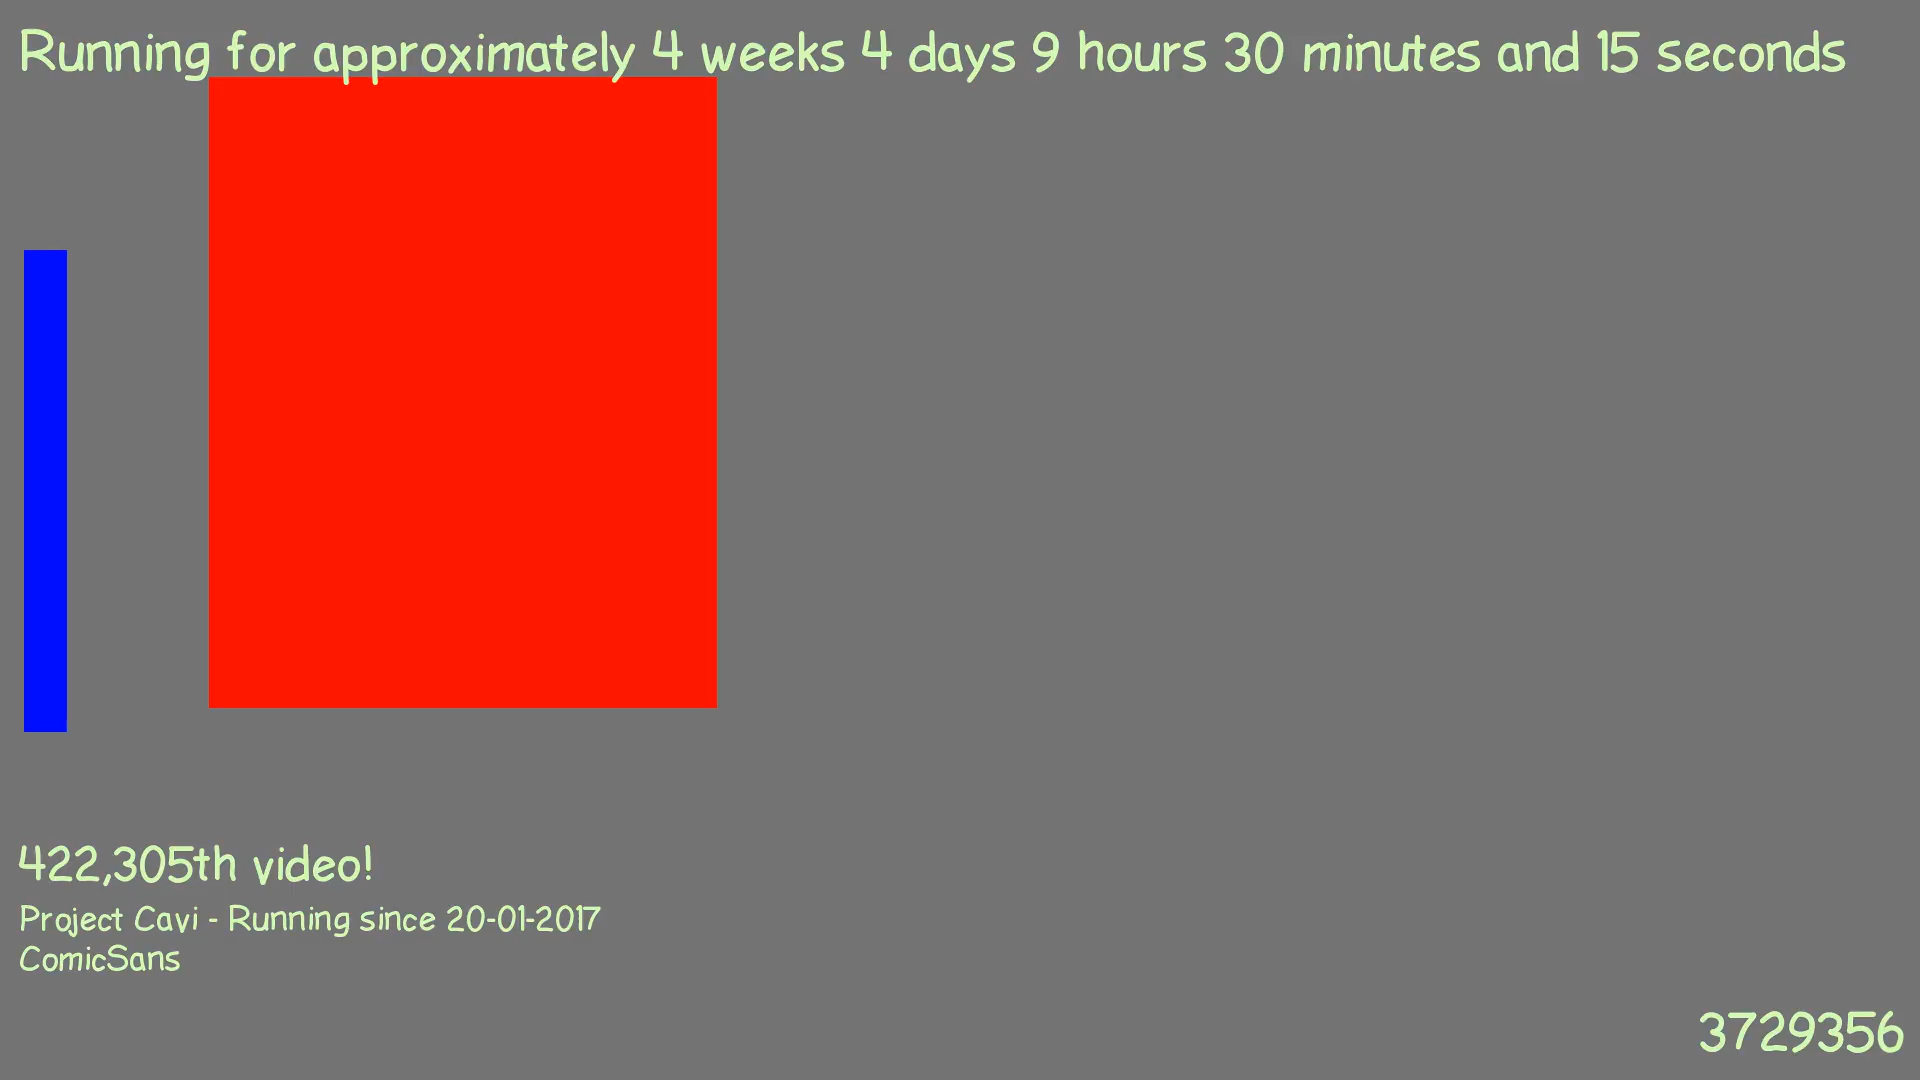 Running for approximately 4 weeks 4 days 9 hours 30 minutes and 15 seconds
422,305th video!
Project Cavi - Running since 20-01-2017
ComicSans
3729356